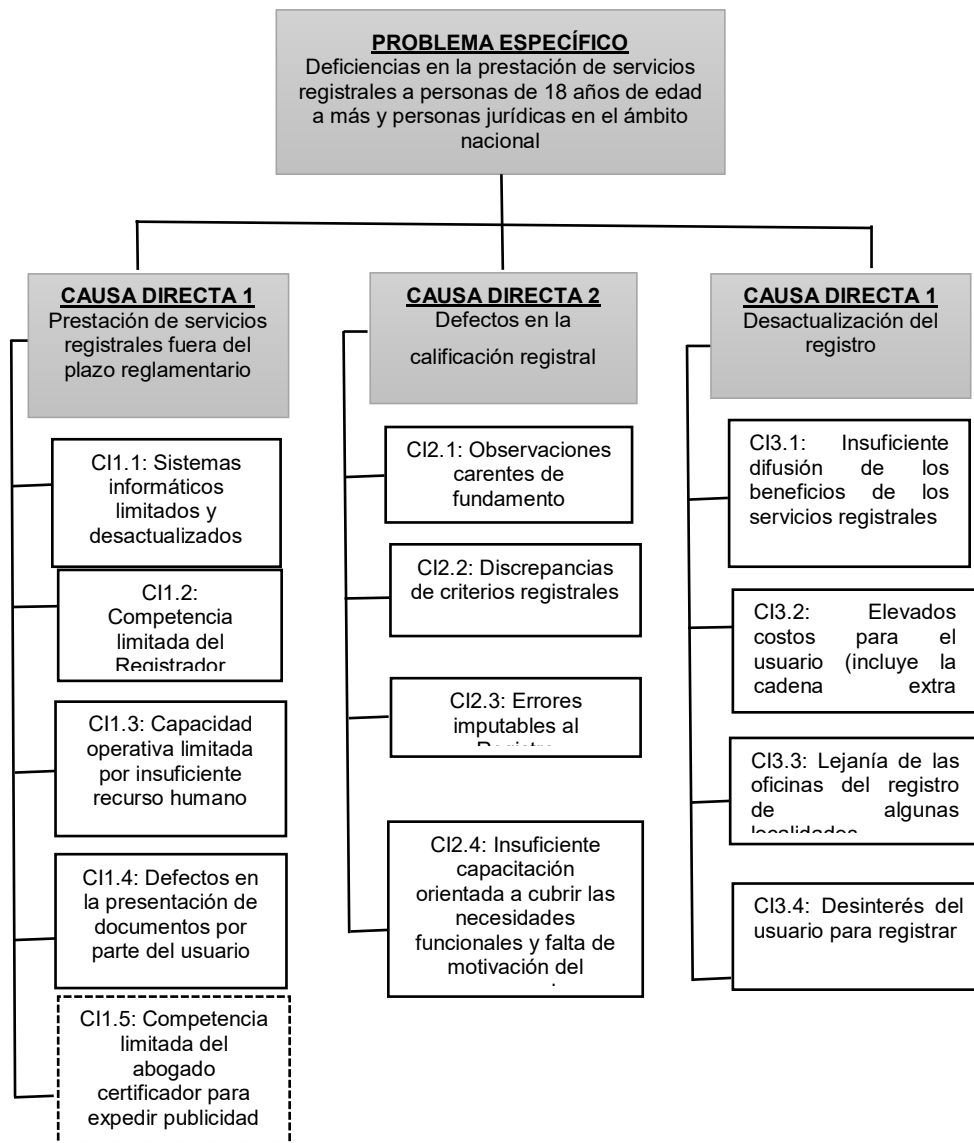 PROBLEMA ESPECÍFICO
Deficiencias en la prestación de servicios
registrales a personas de 18 años de edad
a más y personas jurídicas en el ámbito
nacional
CAUSA DIRECTA 1
Prestación de servicios
registrales fuera del
plazo reglamentario
CI1.1: Sistemas
informáticos
limitados y
desactualizados
CI1.2:
Competencia
limitada del
Registrador
CI1.3: Capacidad
operativa limitada
por insuficiente
recurso humano
CI1.4: Defectos en
la presentación de
documentos por
parte del usuario
CI1.5: Competencia
limitada del
abogado
certificador para
expedir publicidad
CAUSA DIRECTA 2
Defectos en la
calificación registral
CI2.1: Observaciones
carentes de
fundamento
CI2.2: Discrepancias
de criterios registrales
CI2.3: Errores
imputables al
Registro
CI2.4: Insuficiente
capacitación
orientada a cubrir las
necesidades
funcionales y falta de
motivación del
CAUSA DIRECTA 1
Desactualización del
registro
CI3.1: Insuficiente
difusión de los
beneficios de los
servicios registrales
CI3.2: Elevados
costos para el
usuario (incluye la
cadena extra
CI3.3: Lejanía de las
oficinas del registro
de algunas
localidades
CI3.4: Desinterés del
usuario para registrar